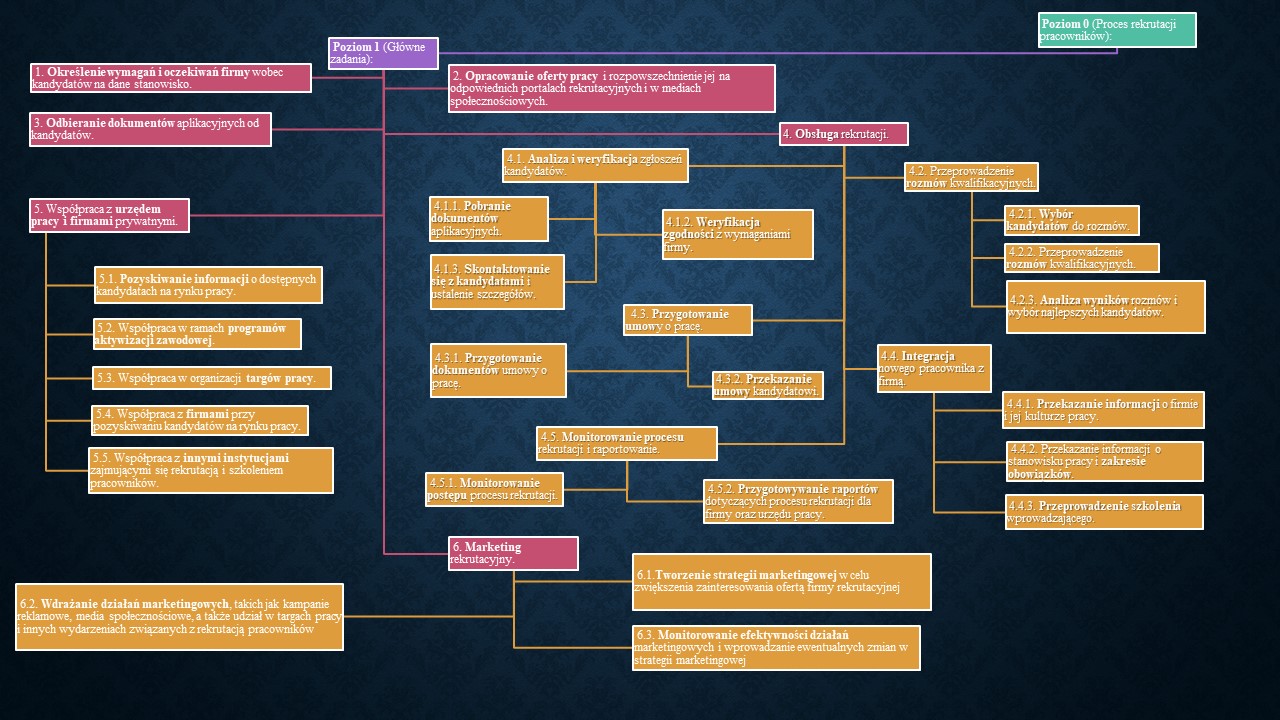 Poziom 0 (Proces rekrutacji
pracowników):
Poziom 1 (Główne
zadania):
1. Określenie wymagań i oczekiwań firmy wobec
kandydatów na dane stanowisko.
2. Opracowanie oferty pracy i rozpowszechnienie jej na
odpowiednich portalach rekrutacyjnych i w mediach
społecznościowych.
3. Odbieranie dokumentów aplikacyjnych od
kandydatów.
4. Obsługa rekrutacji.
4.1. Analiza i weryfikacja zgłoszeń
kandydatów.
4.1.1. Pobranie
dokumentów
aplikacyjnych.
4.1.2. Weryfikacja
zgodności z wymaganiami
firmy.
4.1.3. Skontaktowanie
się z kandydatami i
ustalenie szczegółów.
4.2. Przeprowadzenie
rozmów kwalifikacyjnych.
4.2.1. Wybór
kandydatów do rozmów.
4.2.2. Przeprowadzenie
rozmów kwalifikacyjnych.
4.2.3. Analiza wyników rozmów i
wybór najlepszych kandydatów.
4.3. Przygotowanie
umowy o pracę.
4.3.1. Przygotowanie
dokumentów umowy o
pracę.
4.3.2. Przekazanie
umowy kandydatowi.
4.4. Integracja
nowego pracownika z
firmą.
4.4.1. Przekazanie informacji o firmie
i jej kulturze pracy.
4.4.2. Przekazanie informacji o
stanowisku pracy i zakresie
obowiązków.
4.4.3. Przeprowadzenie szkolenia
wprowadzającego.
4.5. Monitorowanie procesu
rekrutacji i raportowanie.
4.5.1. Monitorowanie
postępu procesu rekrutacji.
4.5.2. Przygotowywanie raportów
dotyczących procesu rekrutacji dla
firmy oraz urzędu pracy.
5. Współpraca z urzędem
pracy i firmami prywatnymi.
5.1. Pozyskiwanie informacji o dostępnych
kandydatach na rynku pracy.
5.2. Współpraca w ramach programów
aktywizacji zawodowej.
5.3. Współpraca w organizacji targów pracy.
5.4. Współpraca z firmami przy
pozyskiwaniu kandydatów na rynku pracy.
5.5. Współpraca z innymi instytucjami
zajmującymi się rekrutacją i szkoleniem
pracowników.
6. Marketing
rekrutacyjny.
6.1.Tworzenie strategii marketingowej w celu
zwiększenia zainteresowania ofertą firmy rekrutacyjnej
6.2. Wdrażanie działań marketingowych, takich jak kampanie
reklamowe, media społecznościowe, a także udział w targach pracy
i innych wydarzeniach związanych z rekrutacją pracowników
6.3. Monitorowanie efektywności działań
marketingowych i wprowadzanie ewentualnych zmian w
strategii marketingowej